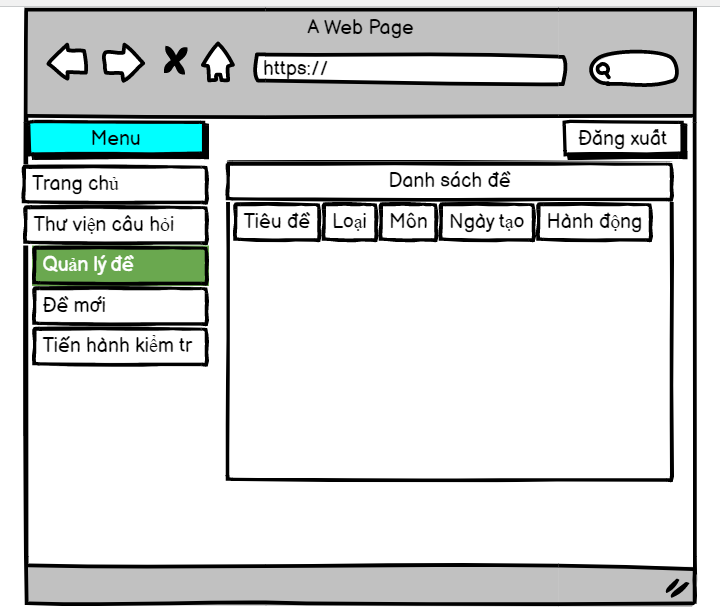 A Web Page
https://
Menu
Đăng xuất
Trang chủ
Danh sách đề
Thư viện câu hỏi
Tiêu đề Loại Môn Ngày tạo Hành động
Quản lý đề
Đề mới
Tiến hành kiểm tr